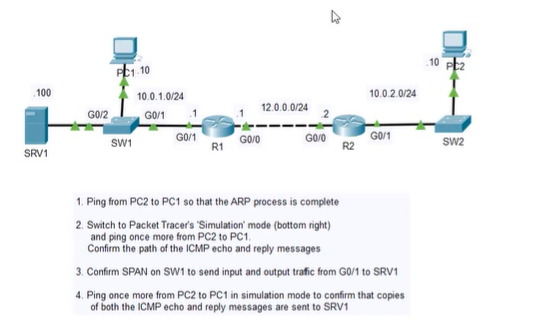 .10 PC2
PC1 .10
.100
10.0.1.0/24
10.0.2.0/24
G0/2
G0/1
.1
.1
12.0.0.0/24
.2
SRV1
SW1
G0/1
R1
G0/0
G0/0
R2
G0/1
SW2
1. Ping from PC2 to PC1 so that the ARP process is complete
2. Switch to Packet Tracer's 'Simulation' mode (bottom right)
and ping once more from PC2 to PC1.
Confirm the path of the ICMP echo and reply messages
3. Confirm SPAN on SW1 to send input and output traffic from G0/1 to SRV1
4. Ping once more from PC2 to PC1 in simulation mode to confirm that copies
of both the ICMP echo and reply messages are sent to SRV1